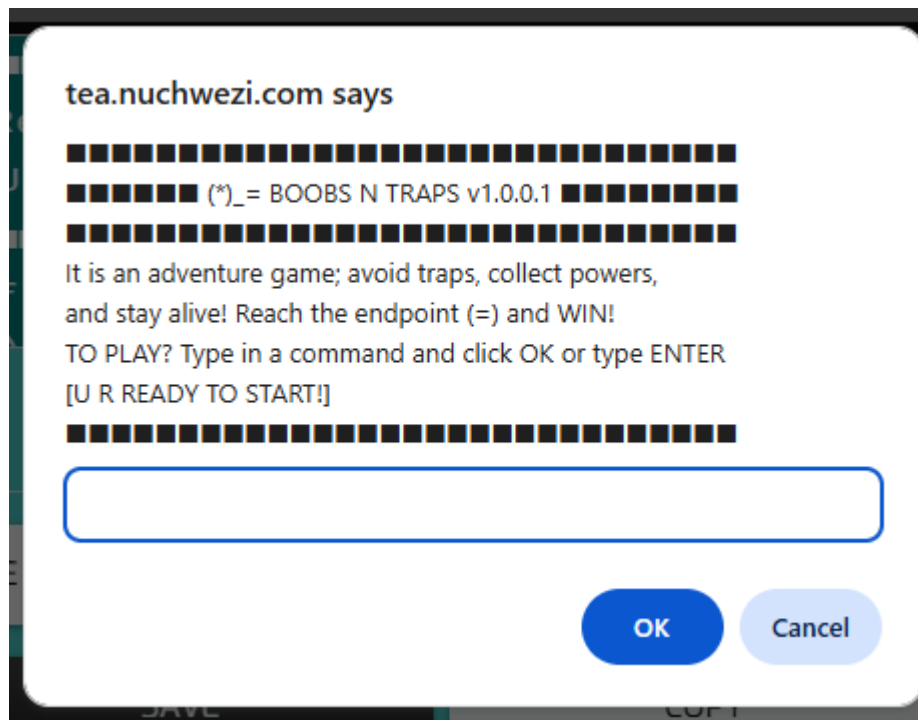 tea.nuchwezi.com says
■■■■■■■■■■■■■■■■■■■■■■■■■■■■■■
■■■■■■ (*)_= BOOBS N TRAPS v1.0.0.1 ■■■■■■■■
■■■■■■■■■■■■■■■■■■■■■■■■■■■■■■
It is an adventure game; avoid traps, collect powers,
and stay alive! Reach the endpoint (=) and WIN!
TO PLAY? Type in a command and click OK or type ENTER
[U R READY TO START!]
■■■■■■■■■■■■■■■■■■■■■■■■■■■■■■
OK Cancel
SAVE COPY